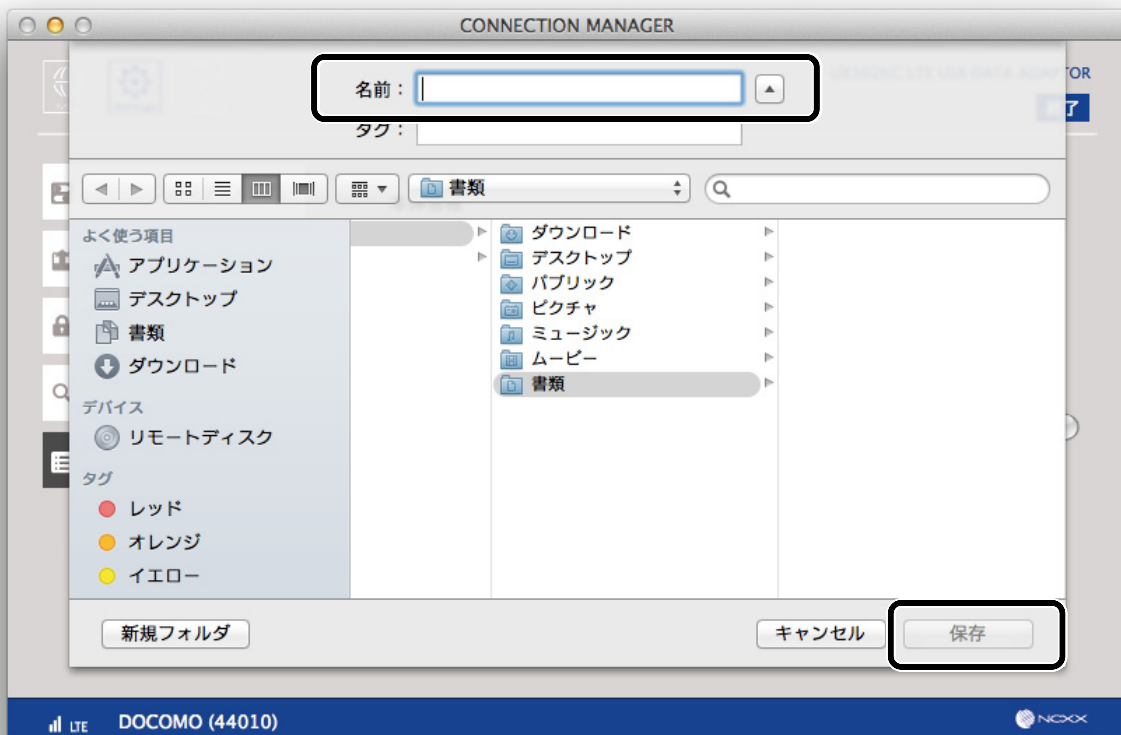 CONNECTION MANAGER
TOR
名前：
了
タグ：
書類
よく使う項目
アプリケーション
デスクトップ
書類
ダウンロード
デバイス
リモートディスク
タグ
レッド
オレンジ
イエロー
ダウンロード
デスクトップ
パブリック
ピクチャ
ミュージック
ムービー
書類
新規フォルダ
キャンセル
保存
LTE DOCOMO (44010)
NCXX